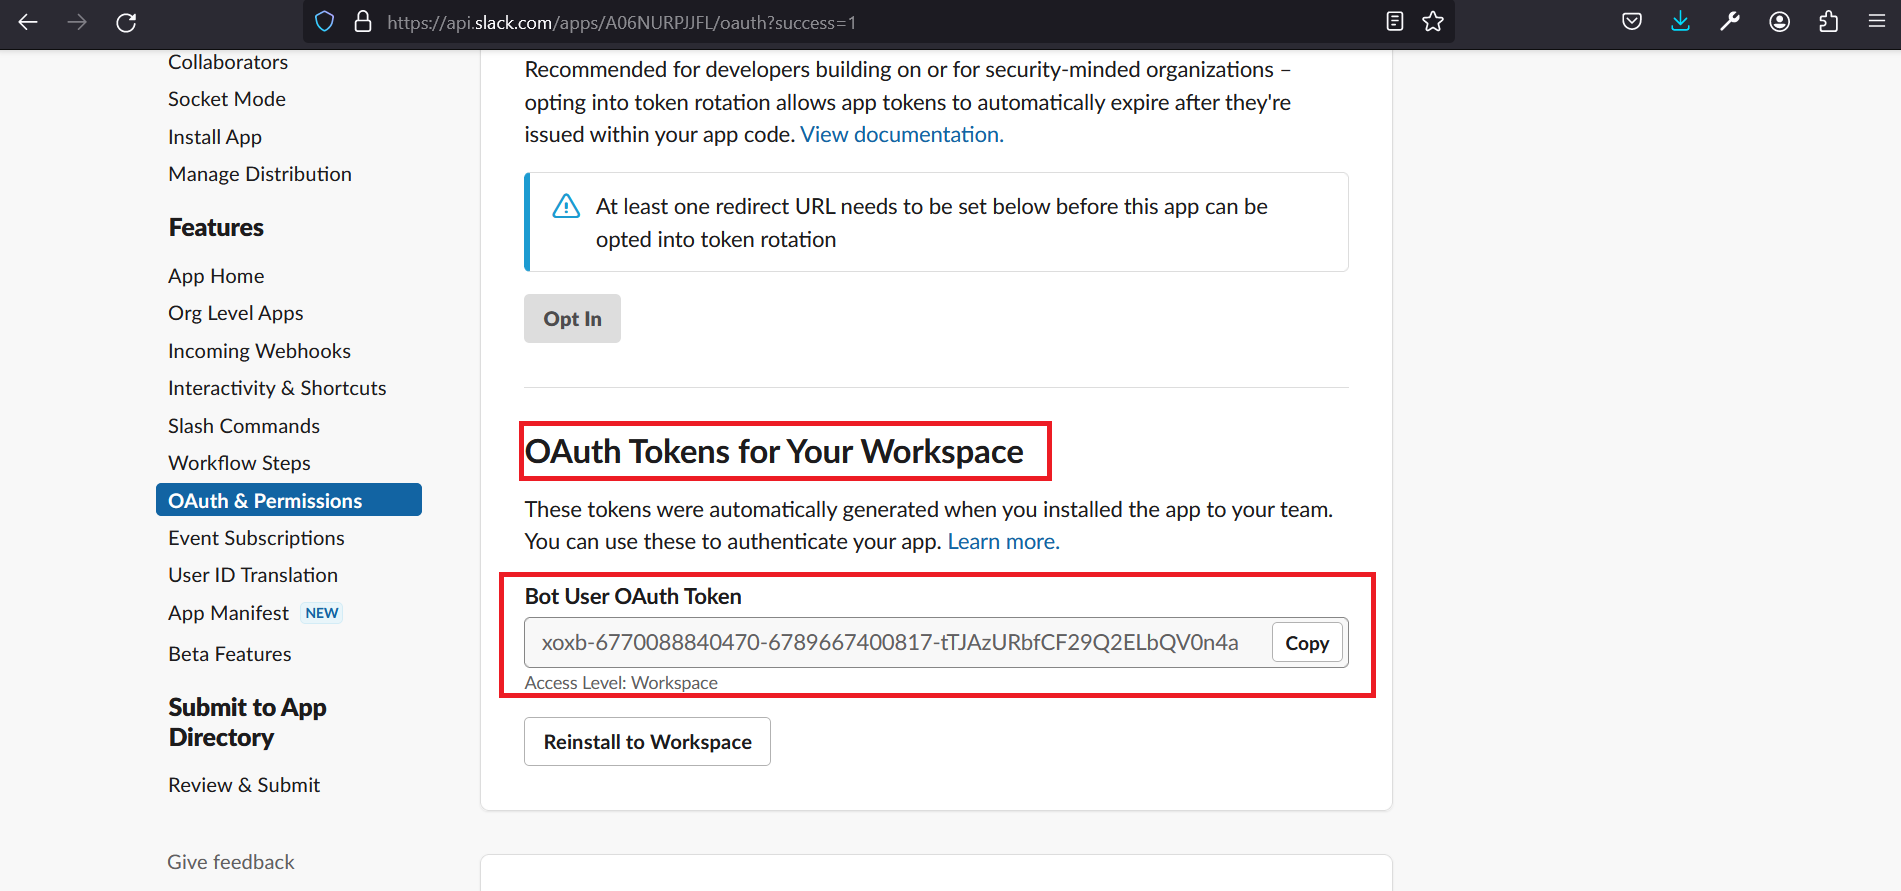 https://api.slack.com/apps/A06NURPJJFL/oauth?success=1
Collaborators
Socket Mode
Install App
Manage Distribution
Features
App Home
Org Level Apps
Incoming Webhooks
Interactivity & Shortcuts
Slash Commands
Workflow Steps
OAuth & Permissions
Event Subscriptions
User ID Translation
App Manifest NEW
Beta Features
Submit to App
Directory
Review & Submit
Give feedback
Recommended for developers building on or for security-minded organizations –
opting into token rotation allows app tokens to automatically expire after they're
issued within your app code. View documentation.
At least one redirect URL needs to be set below before this app can be
opted into token rotation
Opt In
OAuth Tokens for Your Workspace
These tokens were automatically generated when you installed the app to your team.
You can use these to authenticate your app. Learn more.
Bot User OAuth Token
xoxb-6770088840470-6789667400817-tTJAzURbfCF29Q2ELbQV0n4a Copy
Access Level: Workspace
Reinstall to Workspace